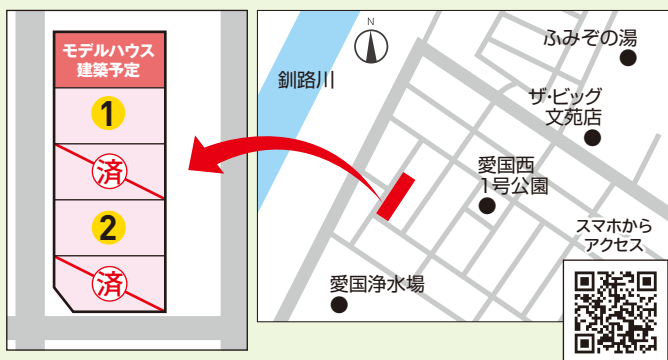 モデルハウス
建築予定
1
済
2
済
N
釧路川
ふみぞの湯
ザ・ビッグ
文苑店
愛国西
1号公園
愛国浄水場
スマホから
アクセス